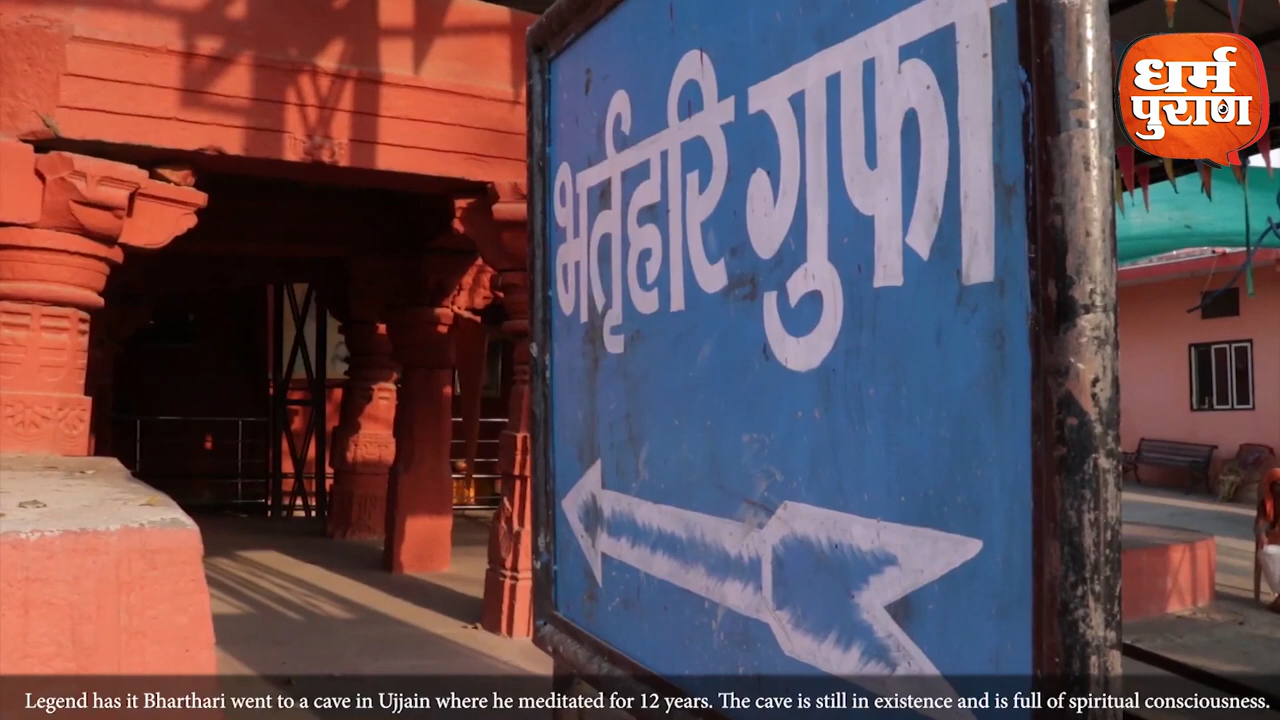 भर्तृहरि गुफा
धर्म
पुराण
Legend has it Bharthari went to a cave in Ujjain where he meditated for 12 years. The cave is still in existence and is full of spiritual consciousness.